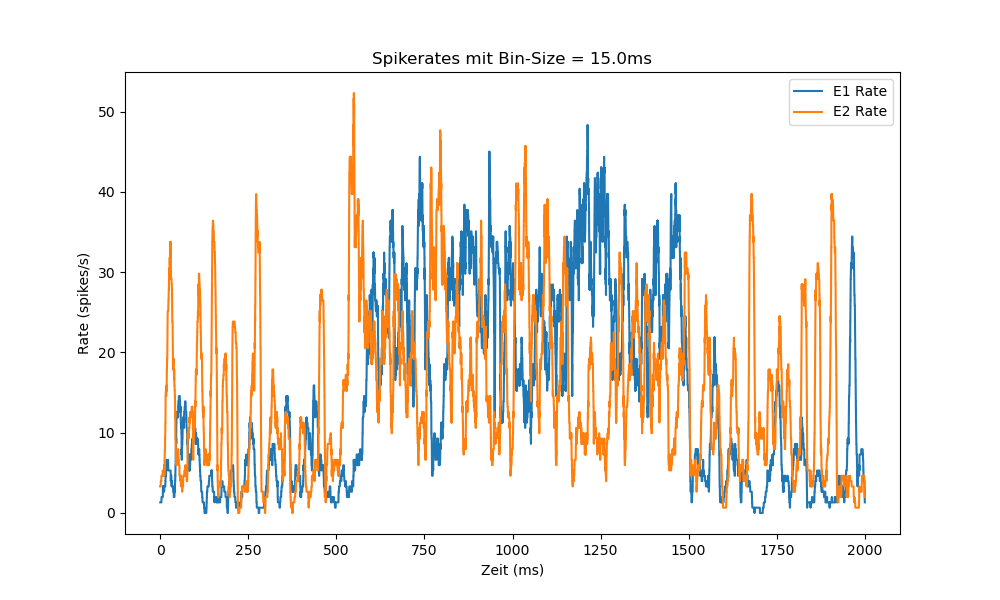 Spikerates mit Bin-Size = 15.0ms
E1 Rate
E2 Rate
Rate (spikes/s)
50
40
30
20
10
0
0 250 500 750 1000 1250 1500 1750 2000
Zeit (ms)